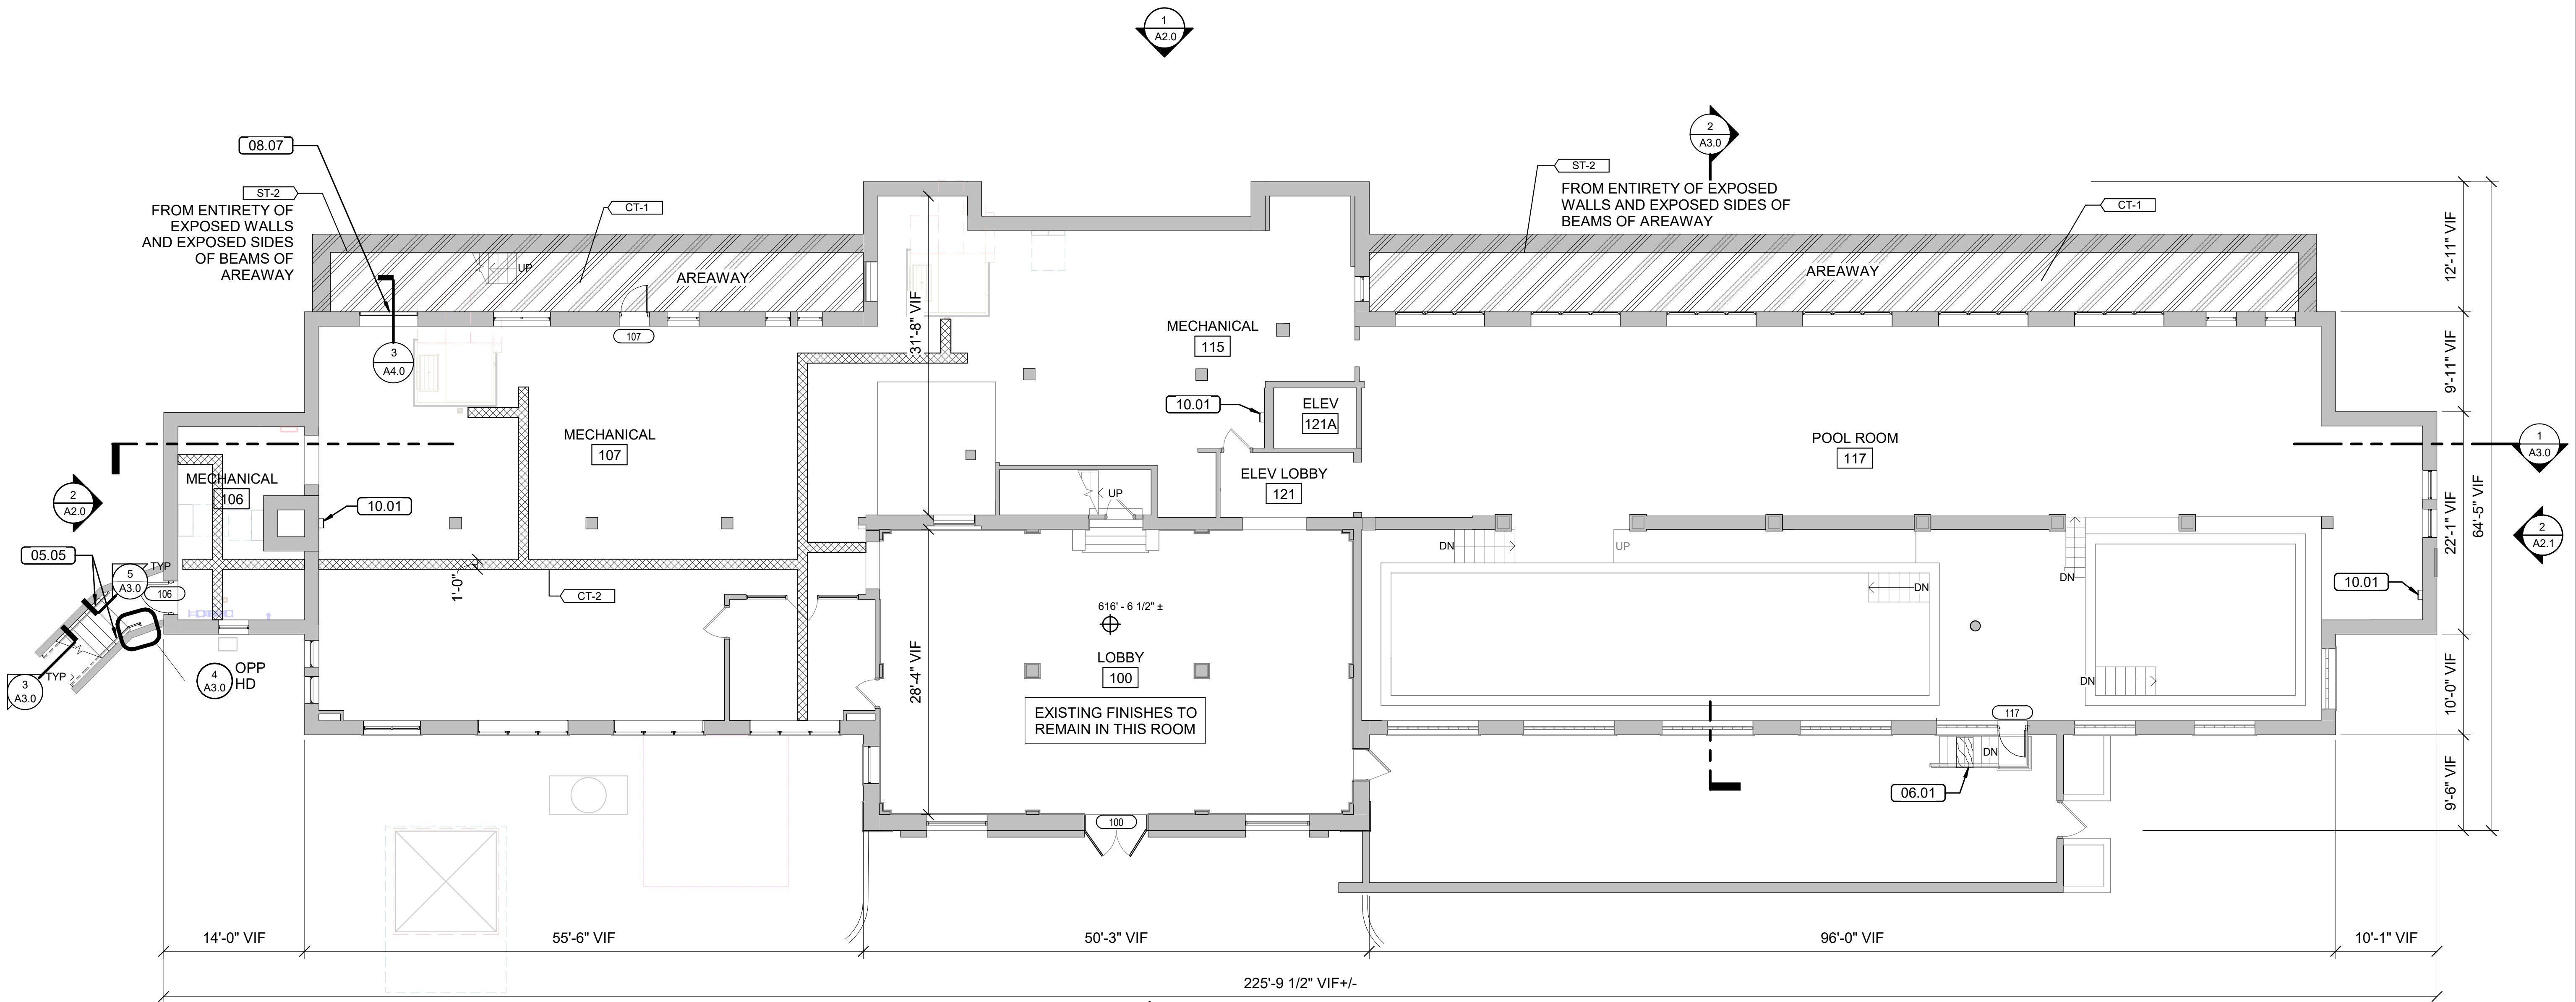 1
A2.0
08.07
2
A3.0
ST-2
FROM ENTIRETY OF
EXPOSED WALLS
AND EXPOSED SIDES
OF BEAMS OF
AREAWAY
CT-1
ST-2
FROM ENTIRETY OF EXPOSED
WALLS AND EXPOSED SIDES OF
BEAMS OF AREAWAY
CT-1
12'-11" VIF
UP
AREAWAY
AREAWAY
107
31'-8" VIF
MECHANICAL
115
3
A4.0
9'-11" VIF
10.01
ELEV
121A
MECHANICAL
107
POOL ROOM
117
1
A3.0
MECHANICAL
106
ELEV LOBBY
121
2
A2.0
10.01
UP
22'-1" VIF
64'-5" VIF
2
A2.1
05.05
5
A3.0
TYP
106
DN
UP
DN
DN
10.01
1'-0"
CT-2
616' - 6 1/2" ±
LOBBY
100
28'-4" VIF
EXISTING FINISHES TO
REMAIN IN THIS ROOM
4
A3.0
OPP
HD
3
A3.0
TYP
DN
10'-0" VIF
117
DN
06.01
9'-6" VIF
100
14'-0" VIF
55'-6" VIF
50'-3" VIF
96'-0" VIF
10'-1" VIF
225'-9 1/2" VIF+/-